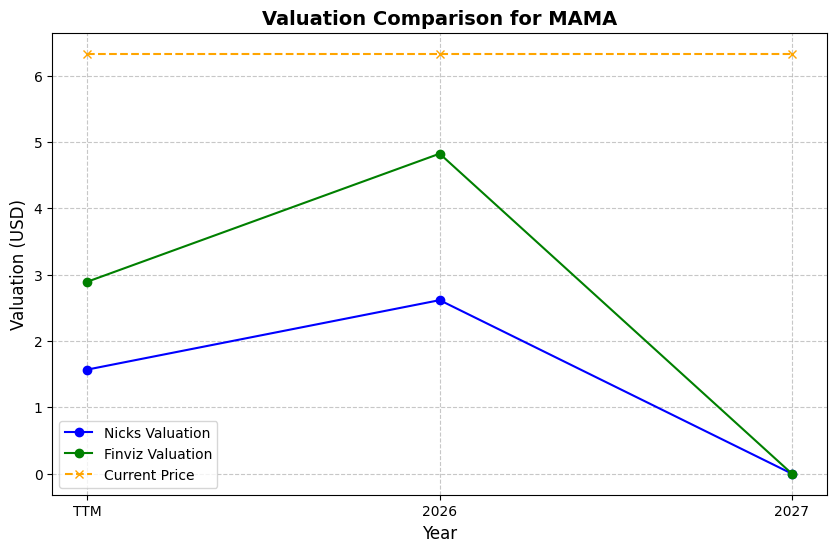 Valuation Comparison for MAMA
Valuation (USD)
6
5
4
3
2
1
0
Nicks Valuation
Finviz Valuation
Current Price
TTM
2026
2027
Year